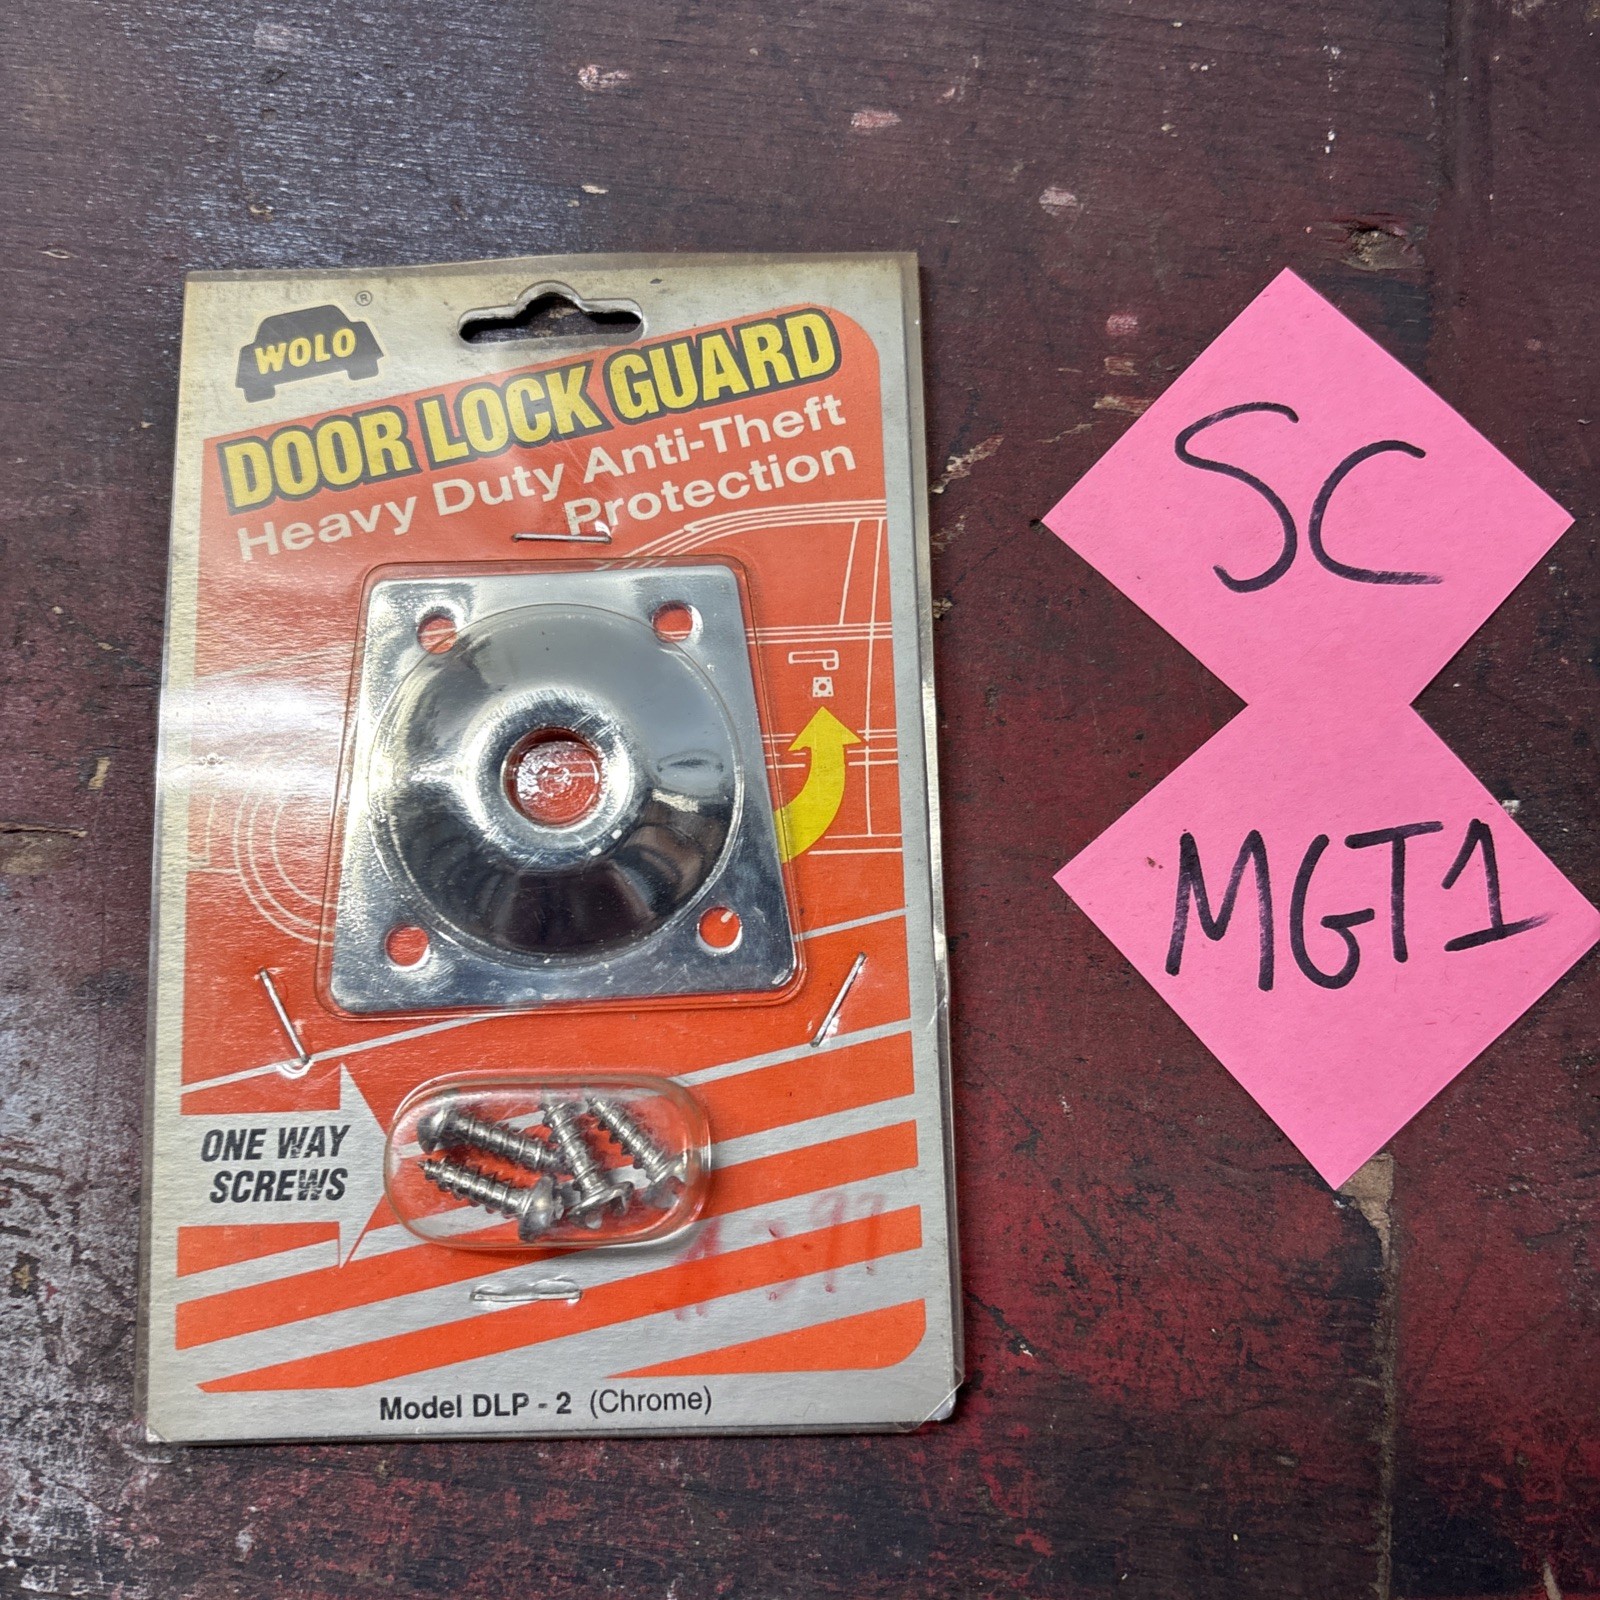 WOLO ®
DOOR LOCK GUARD
Heavy Duty Anti-Theft
Protection
ONE WAY
SCREWS
Model DLP - 2 (Chrome)
SC
MGT1